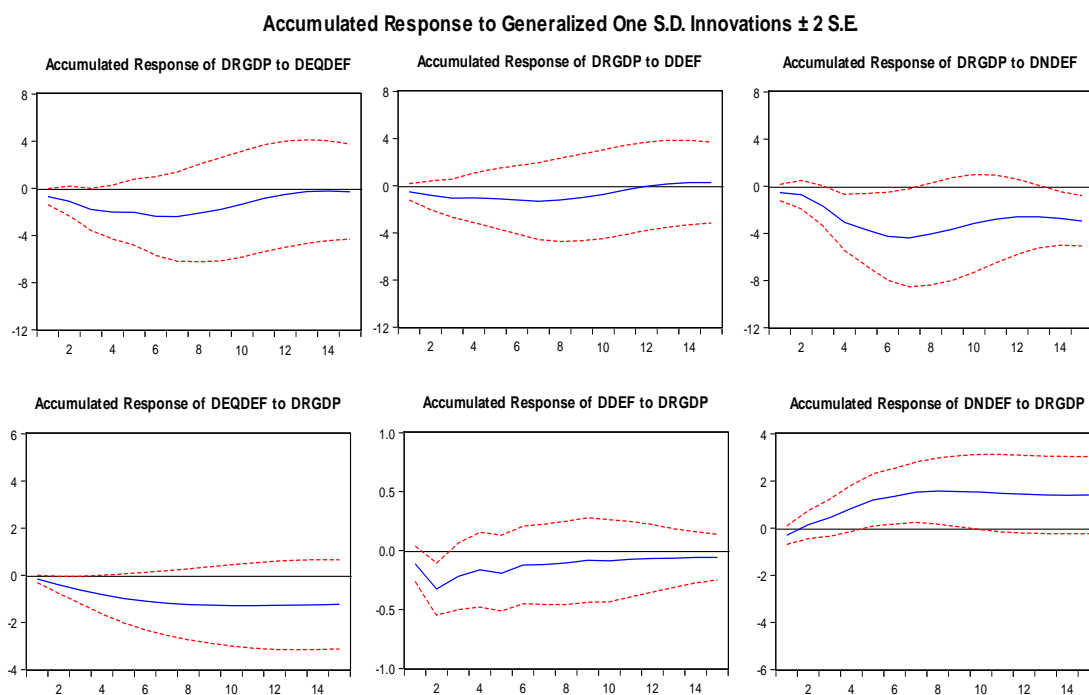 Accumulated Response to Generalized One S.D. Innovations ± 2 S.E.
Accumulated Response of DRGDP to DEQDEF
Accumulated Response of DRGDP to DDEF
Accumulated Response of DRGDP to DNDEF
8
4
0
-4
-8
-12
2 4 6 8 10 12 14
8
4
0
-4
-8
-12
2 4 6 8 10 12 14
8
4
0
-4
-8
-12
2 4 6 8 10 12 14
Accumulated Response of DEQDEF to DRGDP
Accumulated Response of DDEF to DRGDP
Accumulated Response of DNDEF to DRGDP
6
4
2
0
-2
-4
2 4 6 8 10 12 14
1.0
0.5
0.0
-0.5
-1.0
2 4 6 8 10 12 14
4
2
0
-2
-4
-6
2 4 6 8 10 12 14